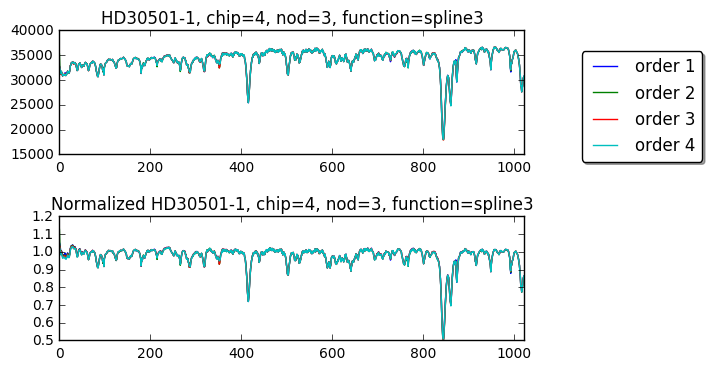 HD30501-1, chip=4, nod=3, function=spline3
40000
35000
30000
25000
20000
15000
0 200 400 600 800 1000
order 1
order 2
order 3
order 4
Normalized HD30501-1, chip=4, nod=3, function=spline3
1.2
1.1
1.0
0.9
0.8
0.7
0.6
0.5
0 200 400 600 800 1000